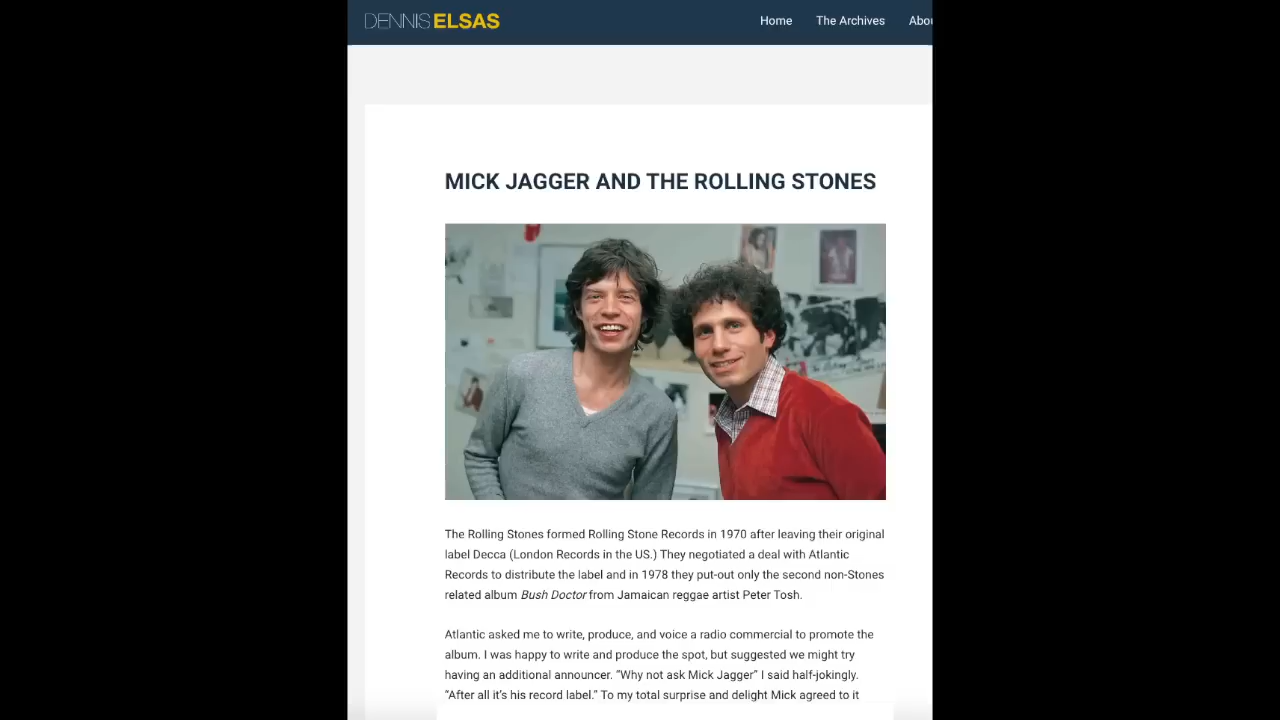 DENNIS ELSAS
Home The Archives Abou
MICK JAGGER AND THE ROLLING STONES
The Rolling Stones formed Rolling Stone Records in 1970 after leaving their original
label Decca (London Records in the US.) They negotiated a deal with Atlantic
Records to distribute the label and in 1978 they put-out only the second non-Stones
related album Bush Doctor from Jamaican reggae artist Peter Tosh.
Atlantic asked me to write, produce, and voice a radio commercial to promote the
album. I was happy to write and produce the spot, but suggested we might try
having an additional announcer. “Why not ask Mick Jagger” I said half-jokingly.
“After all it’s his record label.” To my total surprise and delight Mick agreed to it